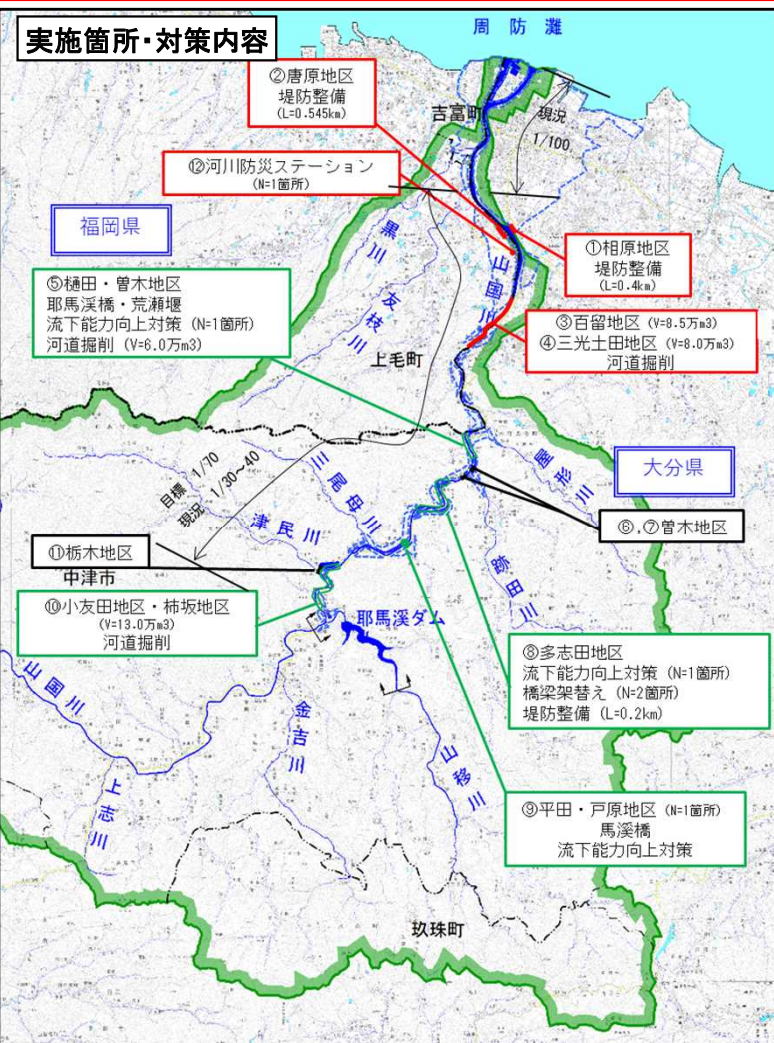 実施箇所・対策内容
周防灘
②唐原地区
堤防整備
(L=0.545km)
吉富町
現況
1/100
⑫河川防災ステーション
(N=1箇所)
福岡県
黒川
友枝川
山国川
①相原地区
堤防整備
(L=0.4km)
⑤樋田・曽木地区
耶馬渓橋・荒瀬堰
流下能力向上対策 (N=1箇所)
河道掘削 (V=6.0万m3)
③百留地区 (V=8.5万m3)
④三光土田地区 (V=8.0万m3)
河道掘削
上毛町
大分県
屋形川
目標 1/70
現況 1/30～40
三尾母川
津民川
⑥,⑦曽木地区
跡田川
⑪栃木地区
中津市
⑩小友田地区・柿坂地区
(V=13.0万m3)
河道掘削
耶馬溪ダム
⑧多志田地区
流下能力向上対策 (N=1箇所)
橋梁架替え (N=2箇所)
堤防整備 (L=0.2km)
山国川
金吉川
山移川
上志川
⑨平田・戸原地区 (N=1箇所)
馬溪橋
流下能力向上対策
玖珠町